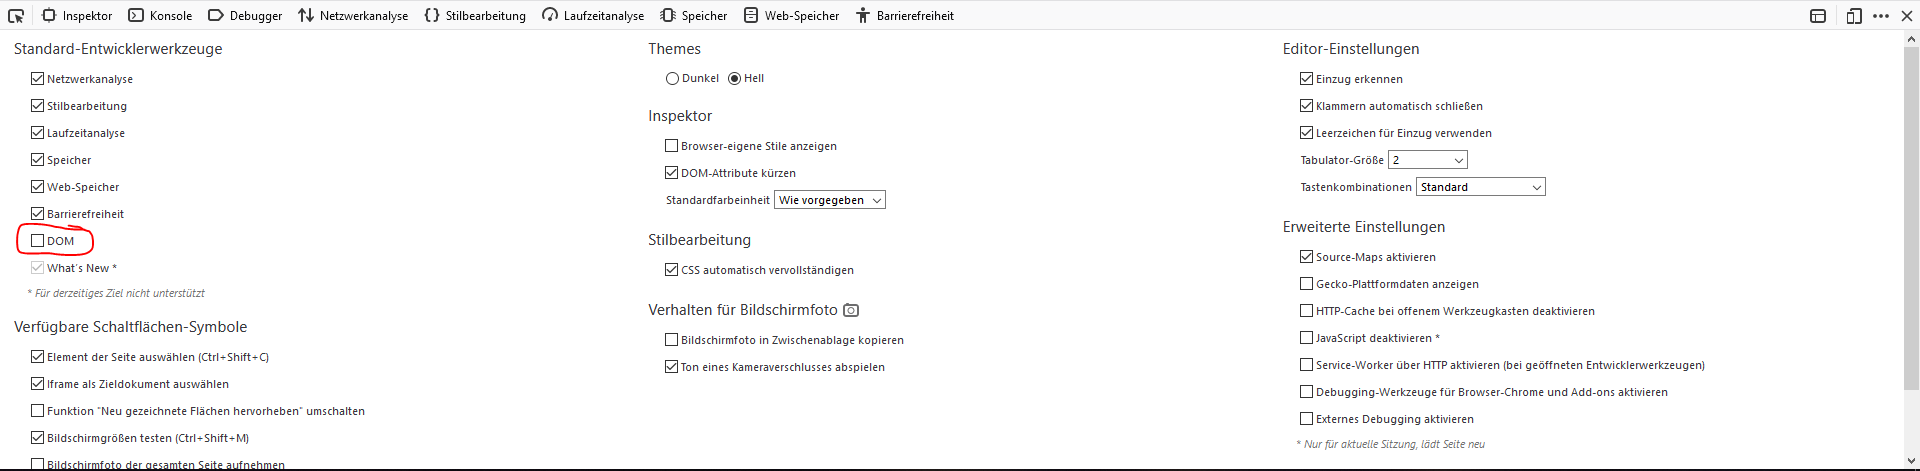 Inspektor Konsole Debugger Netzwerkanalyse Stilbearbeitung Laufzeitanalyse Speicher Web-Speicher Barrierefreiheit
Standard-Entwicklerwerkzeuge
Netzwerkanalyse
Stilbearbeitung
Laufzeitanalyse
Speicher
Web-Speicher
Barrierefreiheit
DOM
What's New *
* Für derzeitiges Ziel nicht unterstützt
Verfügbare Schaltflächen-Symbole
Element der Seite auswählen (Ctrl+Shift+C)
Iframe als Zieldokument auswählen
Funktion "Neu gezeichnete Flächen hervorheben" umschalten
Bildschirmgrößen testen (Ctrl+Shift+M)
Bildschirmfoto der gesamten Seite aufnehmen
Themes
Dunkel Hell
Inspektor
Browser-eigene Stile anzeigen
DOM-Attribute kürzen
Standardfarbeinheit Wie vorgegeben
Stilbearbeitung
CSS automatisch vervollständigen
Verhalten für Bildschirmfoto
Bildschirmfoto in Zwischenablage kopieren
Ton eines Kameraverschlusses abspielen
Editor-Einstellungen
Einzug erkennen
Klammern automatisch schließen
Leerzeichen für Einzug verwenden
Tabulator-Größe 2
Tastenkombinationen Standard
Erweiterte Einstellungen
Source-Maps aktivieren
Gecko-Plattformdaten anzeigen
HTTP-Cache bei offenem Werkzeugkasten deaktivieren
JavaScript deaktivieren *
Service-Worker über HTTP aktivieren (bei geöffneten Entwicklerwerkzeugen)
Debugging-Werkzeuge für Browser-Chrome und Add-ons aktivieren
Externes Debugging aktivieren
* Nur für aktuelle Sitzung, lädt Seite neu